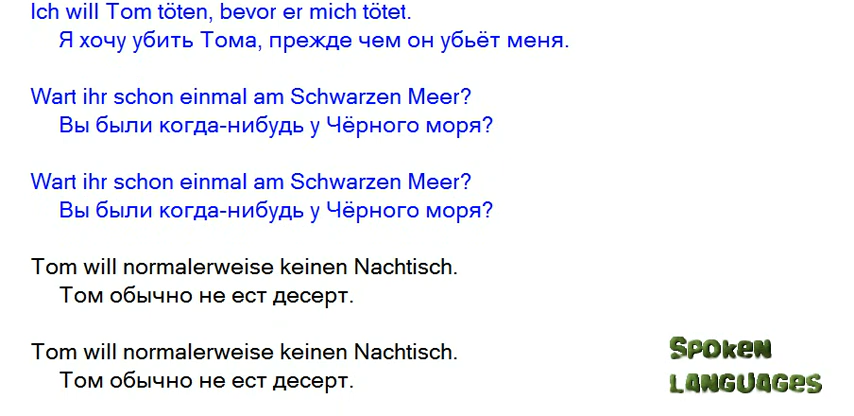 Ich will Tom töten, bevor er mich tötet.
Я хочу убить Тома, прежде чем он убьёт меня.
Wart ihr schon einmal am Schwarzen Meer?
Вы были когда-нибудь у Чёрного моря?
Wart ihr schon einmal am Schwarzen Meer?
Вы были когда-нибудь у Чёрного моря?
Tom will normalerweise keinen Nachtisch.
Том обычно не ест десерт.
Tom will normalerweise keinen Nachtisch.
Том обычно не ест десерт.
Spoken
Languages